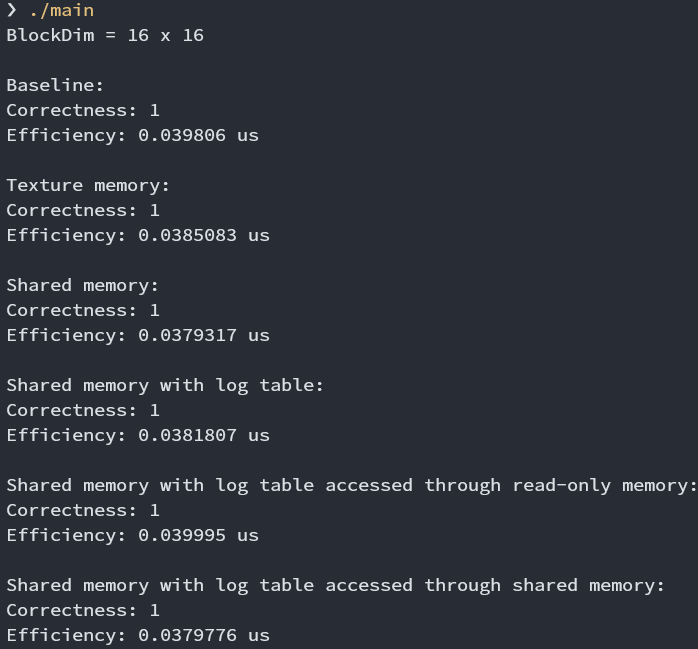 ❯ ./main
BlockDim = 16 x 16
Baseline:
Correctness: 1
Efficiency: 0.039806 us
Texture memory:
Correctness: 1
Efficiency: 0.0385083 us
Shared memory:
Correctness: 1
Efficiency: 0.0379317 us
Shared memory with log table:
Correctness: 1
Efficiency: 0.0381807 us
Shared memory with log table accessed through read-only memory:
Correctness: 1
Efficiency: 0.039995 us
Shared memory with log table accessed through shared memory:
Correctness: 1
Efficiency: 0.0379776 us